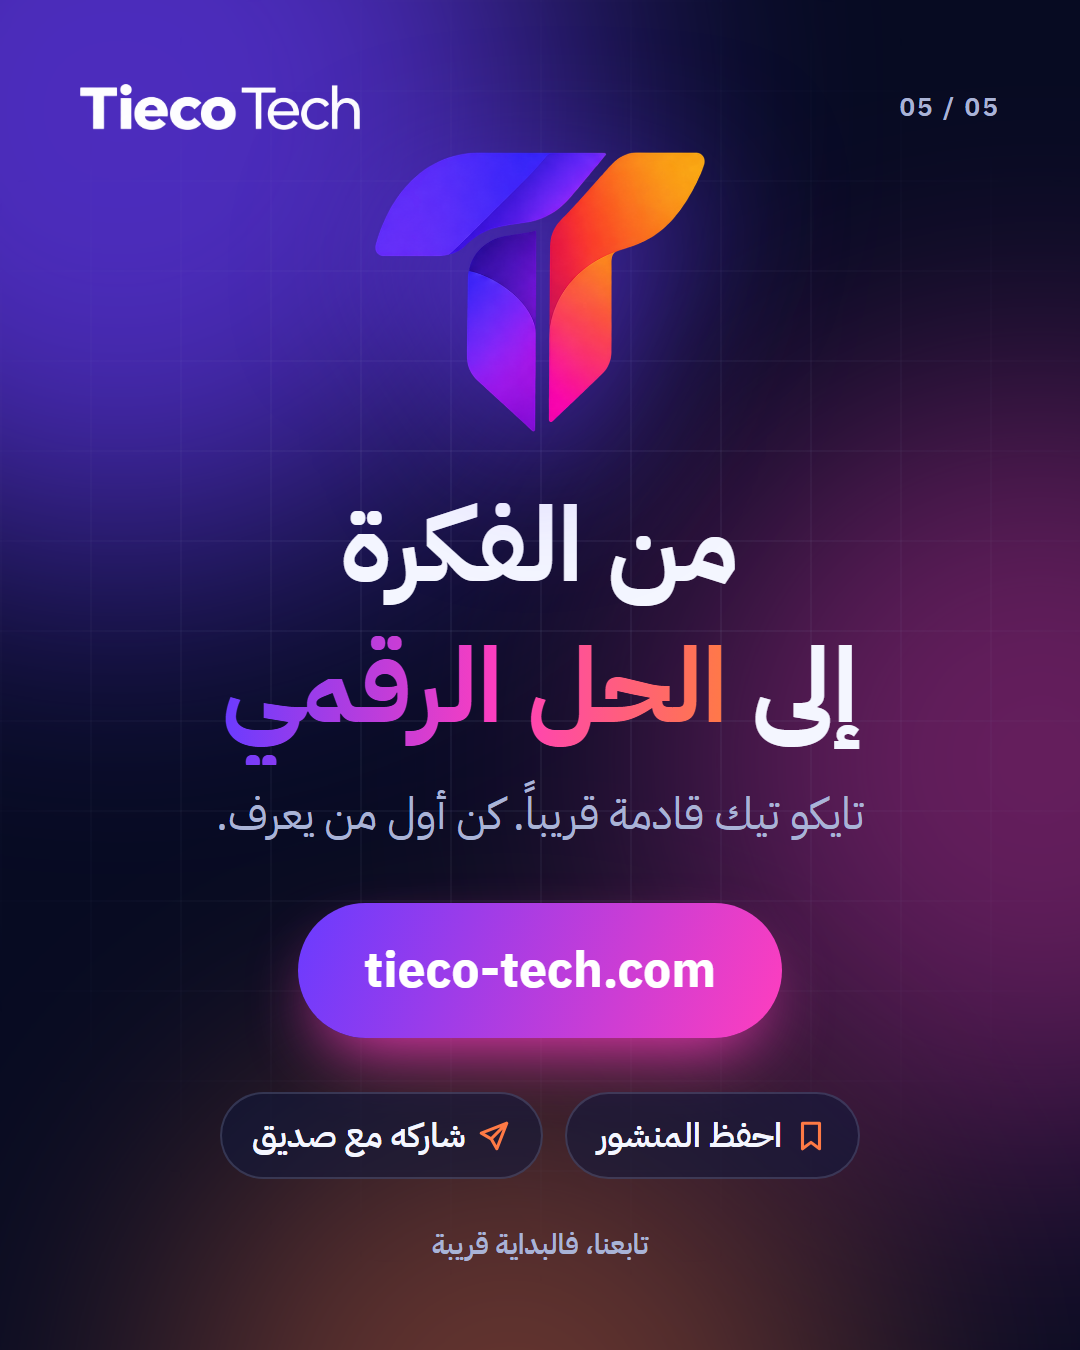 Tieco Tech
05 / 05
من الفكرة
إلى الحل الرقمي
تايكو تيك قادمة قريباً. كن أول من يعرف.
tieco-tech.com
احفظ المنشور
شاركه مع صديق
تابعنا، فالبداية قريبة